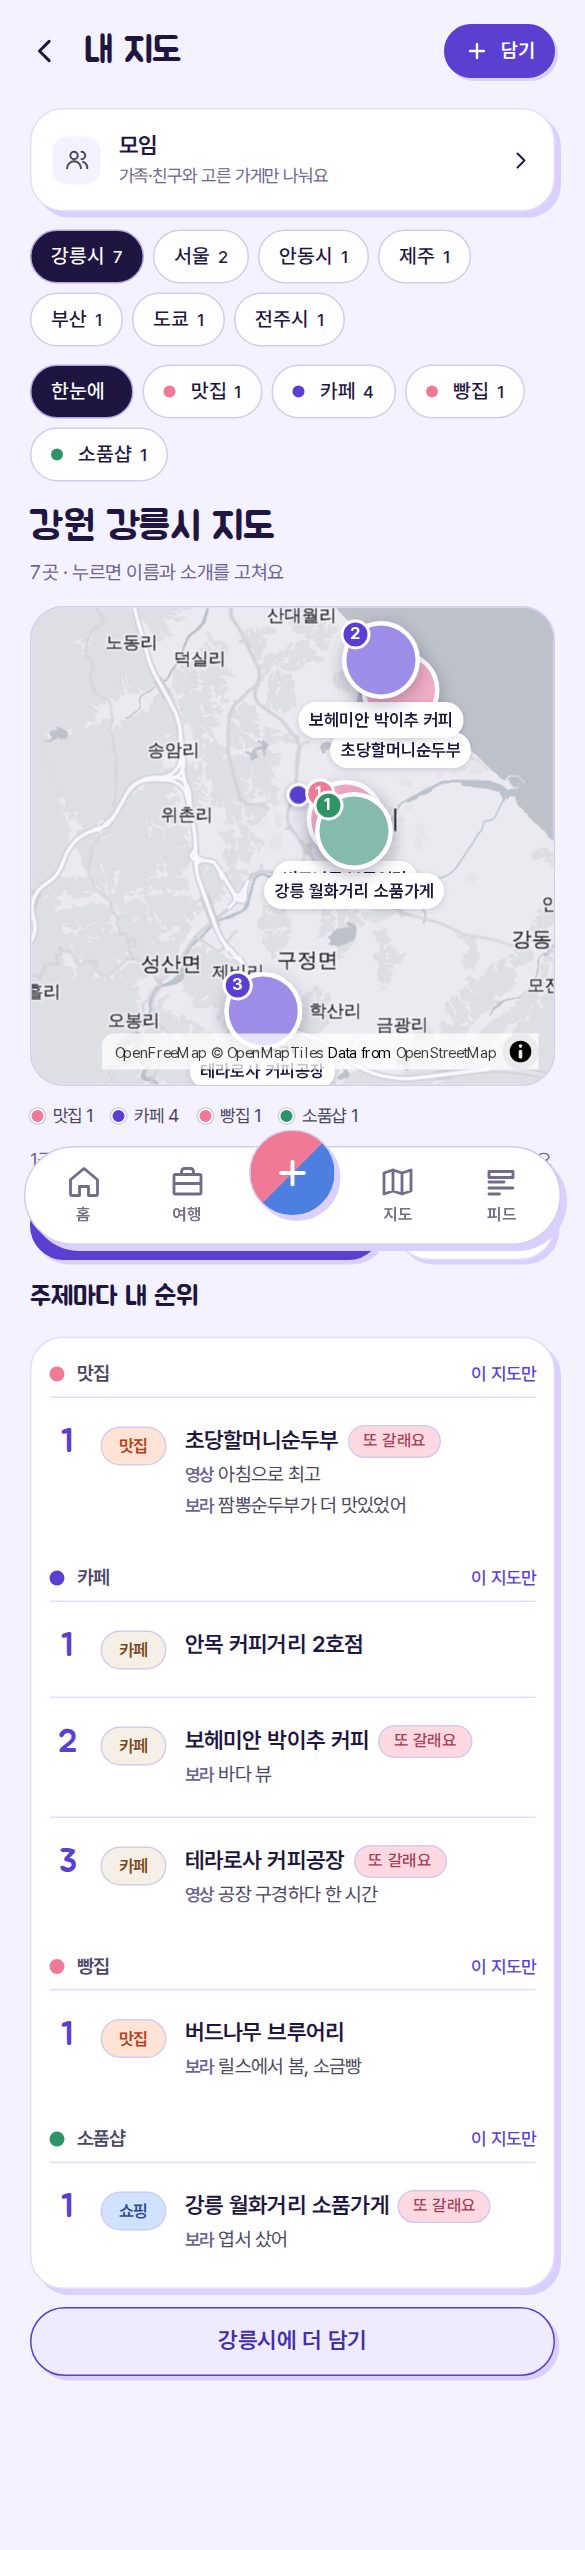 내 지도
+ 담기
모임
가족·친구와 고른 가게만 나눠요
강릉시 7 서울 2 안동시 1 제주 1
부산 1 도쿄 1 전주시 1
한눈에 맛집 1 카페 4 빵집 1
소품샵 1
강원 강릉시 지도
7곳 · 누르면 이름과 소개를 고쳐요
산대월리
노동리
덕실리
2
보헤미안 박이추 커피
초당할머니순두부
송암리
위촌리
1
1
강릉 월화거리 소품가게
강동
성산면
구정면
3
학산리
오봉리
금광리
OpenFreeMap © OpenMapTiles Data from OpenStreetMap
테라로사 커피공장
맛집 1 카페 4 빵집 1 소품샵 1
홈 여행 지도 피드
주제마다 내 순위
맛집 이 지도만
1 맛집 초당할머니순두부 또 갈래요
영상 아침으로 최고
보라 짬뽕순두부가 더 맛있었어
카페 이 지도만
1 카페 안목 커피거리 2호점
2 카페 보헤미안 박이추 커피 또 갈래요
보라 바다 뷰
3 카페 테라로사 커피공장 또 갈래요
영상 공장 구경하다 한 시간
빵집 이 지도만
1 맛집 버드나무 브루어리
보라 릴스에서 봄, 소금빵
소품샵 이 지도만
1 쇼핑 강릉 월화거리 소품가게 또 갈래요
보라 엽서 샀어
강릉시에 더 담기